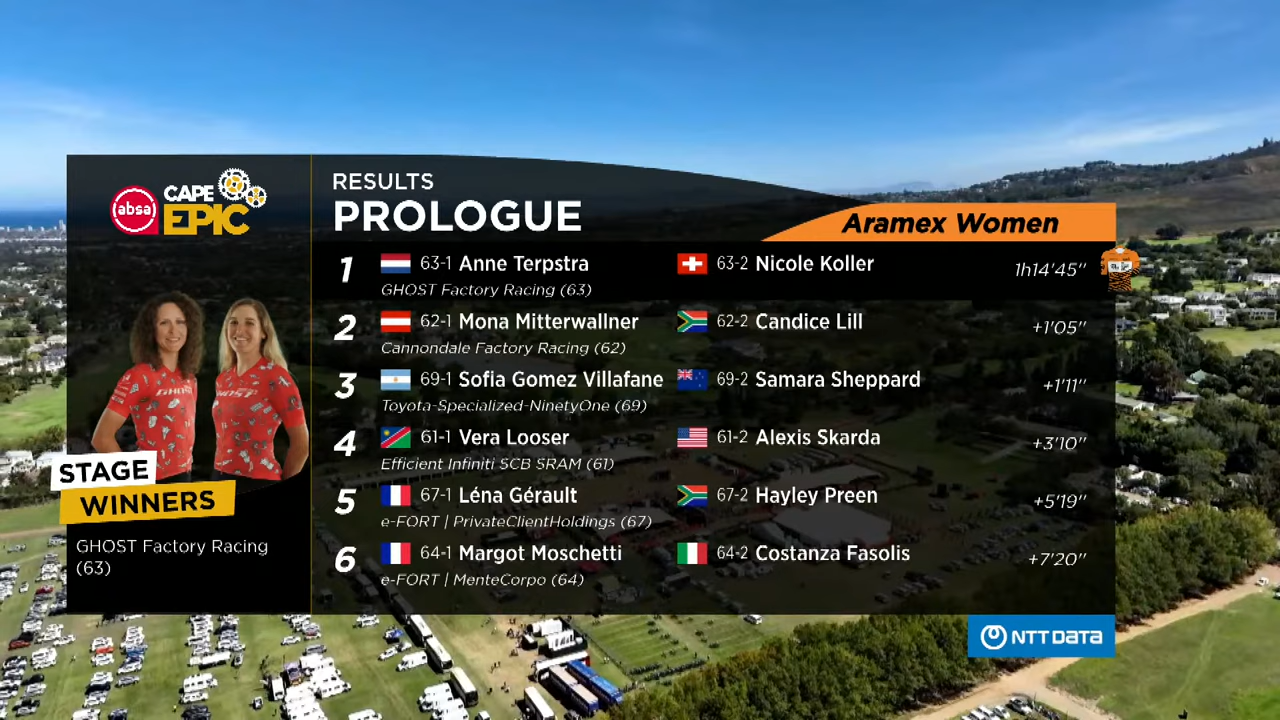 absa
CAPE
EPIC
RESULTS
PROLOGUE
Aramex Women
1 63-1 Anne Terpstra 63-2 Nicole Koller 1h14'45''
GHOST Factory Racing (63)
2 62-1 Mona Mitterwallner 62-2 Candice Lill +1'05''
Cannondale Factory Racing (62)
3 69-1 Sofia Gomez Villafane 69-2 Samara Sheppard +1'11''
Toyota-Specialized-NinetyOne (69)
4 61-1 Vera Looser 61-2 Alexis Skarda +3'10''
Efficient Infiniti SCB SRAM (61)
5 67-1 Léna Gérault 67-2 Hayley Preen +5'19''
e-FORT | PrivateClientHoldings (67)
6 64-1 Margot Moschetti 64-2 Costanza Fasolis +7'20''
e-FORT | MenteCorpo (64)
GHOST GHOST
STAGE
WINNERS
GHOST Factory Racing
(63)
NTT DATA